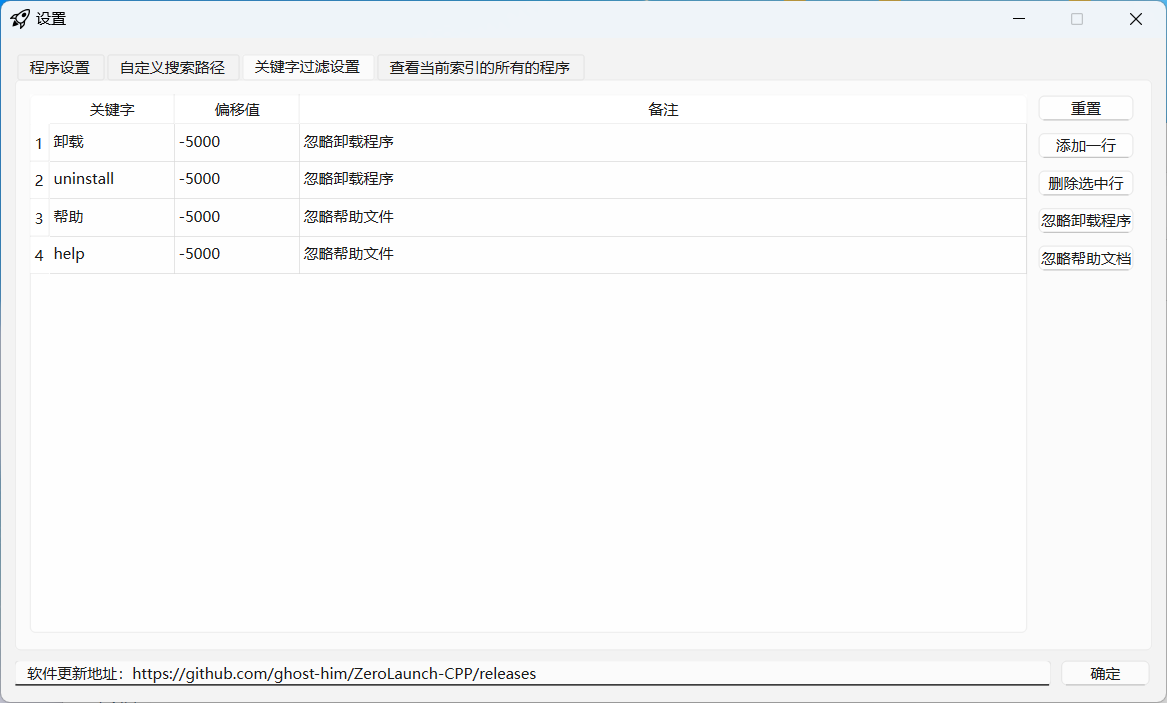 设置
程序设置 自定义搜索路径 关键字过滤设置 查看当前索引的所有的程序
关键字 偏移值 备注
1 卸载 -5000 忽略卸载程序
2 uninstall -5000 忽略卸载程序
3 帮助 -5000 忽略帮助文件
4 help -5000 忽略帮助文件
重置
添加一行
删除选中行
忽略卸载程序
忽略帮助文档
软件更新地址：https://github.com/ghost-him/ZeroLaunch-CPP/releases 确定